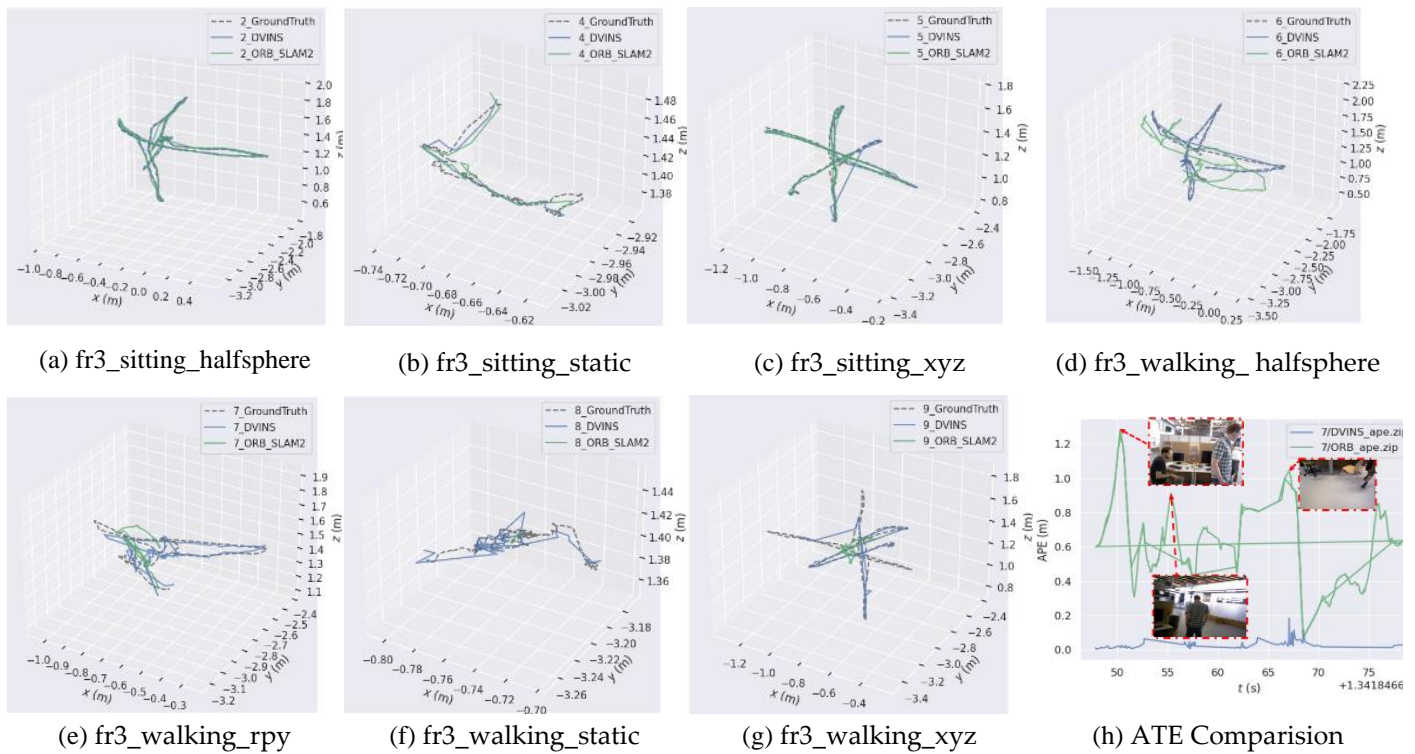 2_GroundTruth
2_DVINS
2_ORB_SLAM2
2.0
1.8
1.6
1.4
1.2
1.0
0.8
0.6
z (m)
−1.0 −0.8 −0.6 −0.4 −0.2 0.0 0.2 0.4
x (m)
−3.2 −3.0 −2.8 −2.6 −2.4 −2.2 −2.0 −1.8
y (m)
4_GroundTruth
4_DVINS
4_ORB_SLAM2
1.48
1.46
1.44
1.42
1.40
1.38
z (m)
−0.74 −0.72 −0.70 −0.68 −0.66 −0.64 −0.62
x (m)
−3.02 −3.00 −2.98 −2.96 −2.94 −2.92
y (m)
5_GroundTruth
5_DVINS
5_ORB_SLAM2
1.8
1.6
1.4
1.2
1.0
0.8
z (m)
−1.2 −1.0 −0.8 −0.6 −0.4 −0.2
x (m)
−3.4 −3.2 −3.0 −2.8 −2.6 −2.4
y (m)
6_GroundTruth
6_DVINS
6_ORB_SLAM2
2.25
2.00
1.75
1.50
1.25
1.00
0.75
0.50
z (m)
−1.50 −1.25 −1.00 −0.75 −0.50 −0.25 0.00 0.25
x (m)
−3.50 −3.25 −3.00 −2.75 −2.50 −2.25 −2.00 −1.75
y (m)
(a) fr3_sitting_halfsphere
(b) fr3_sitting_static
(c) fr3_sitting_xyz
(d) fr3_walking_ halfsphere
7_GroundTruth
7_DVINS
7_ORB_SLAM2
1.9
1.8
1.7
1.6
1.5
1.4
1.3
1.2
1.1
z (m)
−1.0 −0.9 −0.8 −0.7 −0.6 −0.5 −0.4 −0.3
x (m)
−3.2 −3.1 −3.0 −2.9 −2.8 −2.7 −2.6 −2.5 −2.4
y (m)
8_GroundTruth
8_DVINS
8_ORB_SLAM2
1.44
1.42
1.40
1.38
1.36
z (m)
−0.80 −0.78 −0.76 −0.74 −0.72 −0.70
x (m)
−3.26 −3.24 −3.22 −3.20 −3.18
y (m)
9_GroundTruth
9_DVINS
9_ORB_SLAM2
1.8
1.6
1.4
1.2
1.0
0.8
z (m)
−1.2 −1.0 −0.8 −0.6 −0.4
x (m)
−3.4 −3.2 −3.0 −2.8 −2.6 −2.4
y (m)
7/DVINS_ape.zip
7/ORB_ape.zip
1.2
1.0
0.8
0.6
0.4
0.2
0.0
APE (m)
50 55 60 65 70 75
t (s)
+1.3418466
(e) fr3_walking_rpy
(f) fr3_walking_static
(g) fr3_walking_xyz
(h) ATE Comparision